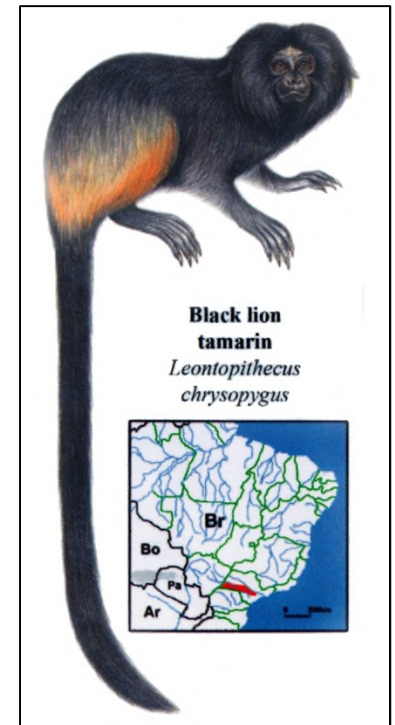 Black lion
tamarin
Leontopithecus
chrysopygus
Br
Bo
Pa
Ar